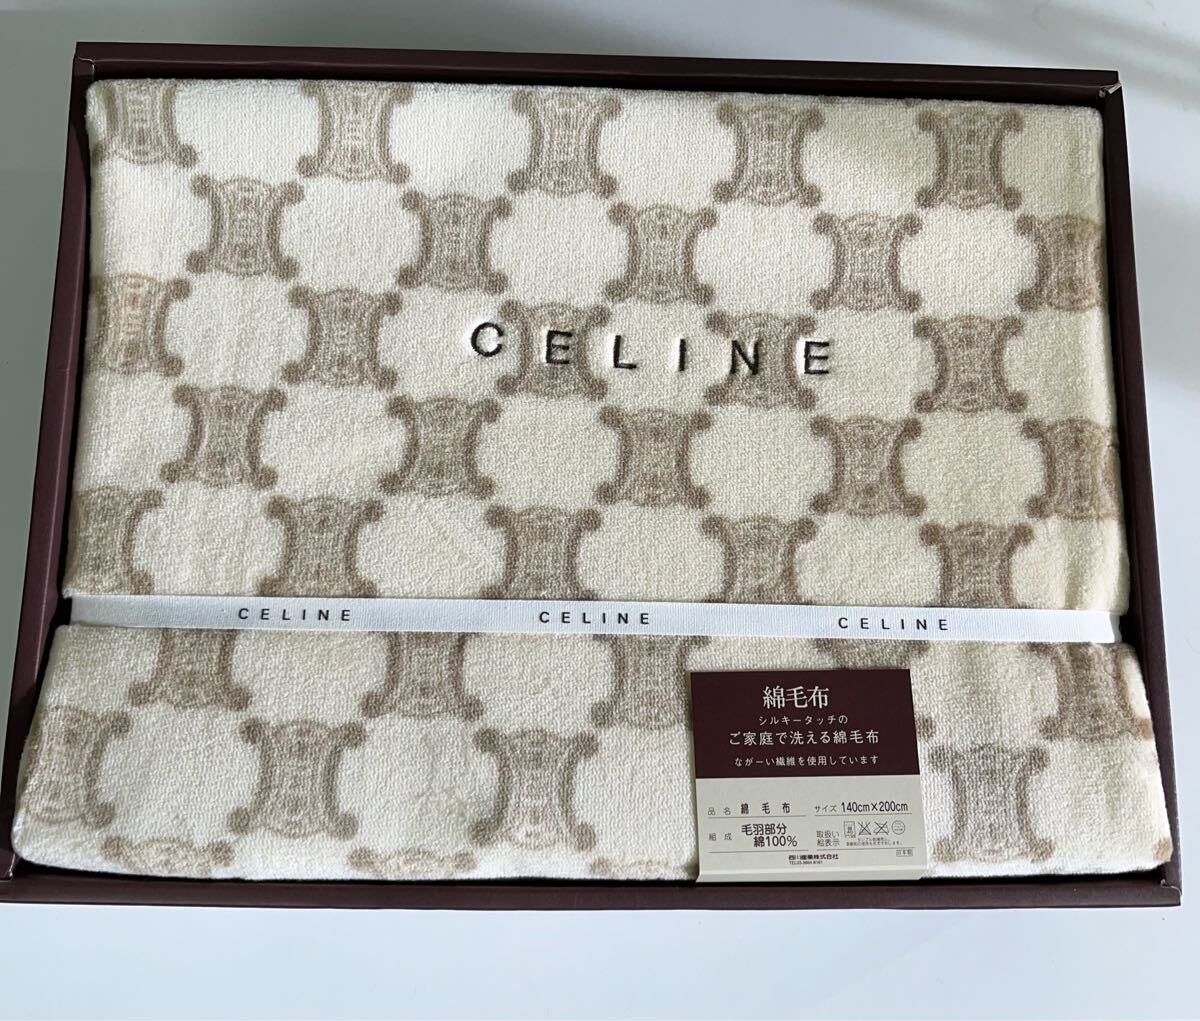 CELINE
CELINE CELINE CELINE
綿毛布
シルキータッチの
ご家庭で洗える綿毛布
ながーい繊維を使用しています
品名 綿毛布 サイズ 140cm×200cm
組成 毛羽部分 綿100% 取扱い 絵表示
西川産業株式会社
日本製